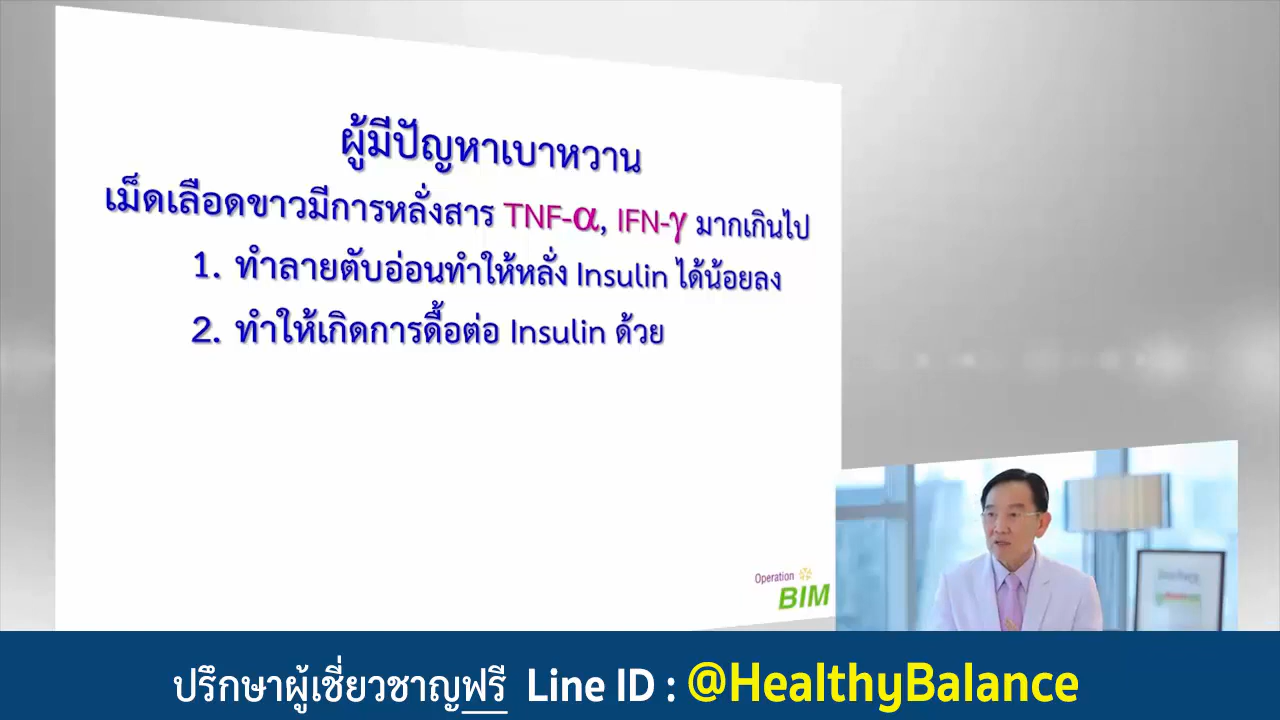 ผู้มีปัญหาเบาหวาน
เม็ดเลือดขาวมีการหลั่งสาร TNF-α, IFN-γ มากเกินไป
1. ทำลายตับอ่อนทำให้หลั่ง Insulin ได้น้อยลง
2. ทำให้เกิดการดื้อต่อ Insulin ด้วย
Operation
BIM
ปรึกษาผู้เชี่ยวชาญฟรี Line ID : @HealthyBalance